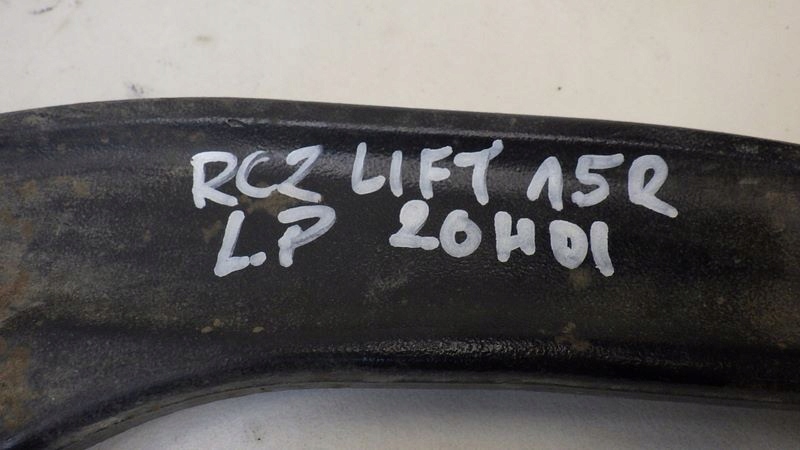 RCZ LIFT 15R
L.P 20HDI